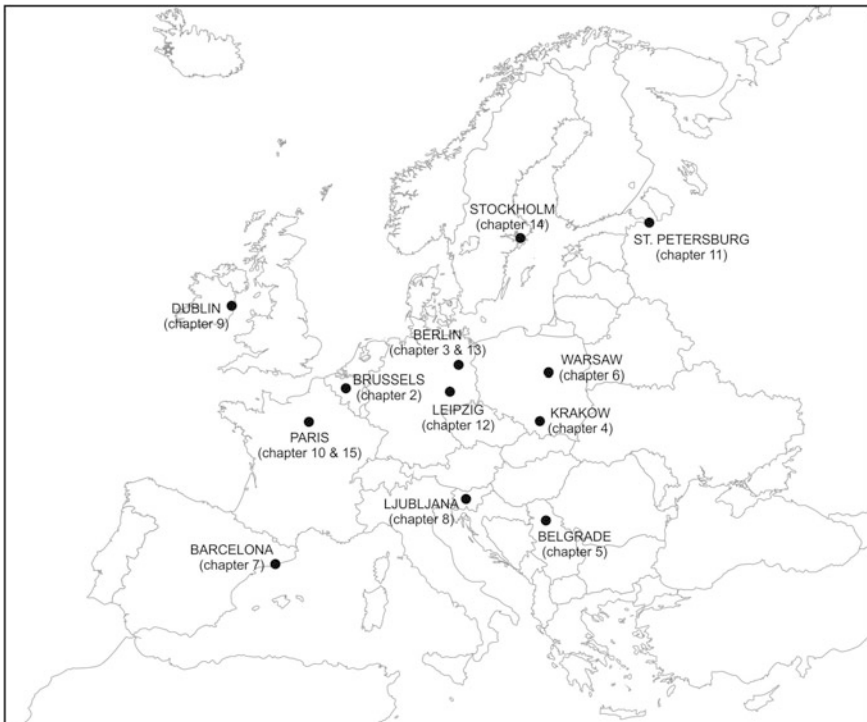 STOCKHOLM
(chapter 14)
ST. PETERSBURG
(chapter 11)
DUBLIN
(chapter 9)
BERLIN
(chapter 3 & 13)
WARSAW
(chapter 6)
BRUSSELS
(chapter 2)
LEIPZIG
(chapter 12)
KRAKOW
(chapter 4)
PARIS
(chapter 10 & 15)
LJUBLJANA
(chapter 8)
BELGRADE
(chapter 5)
BARCELONA
(chapter 7)